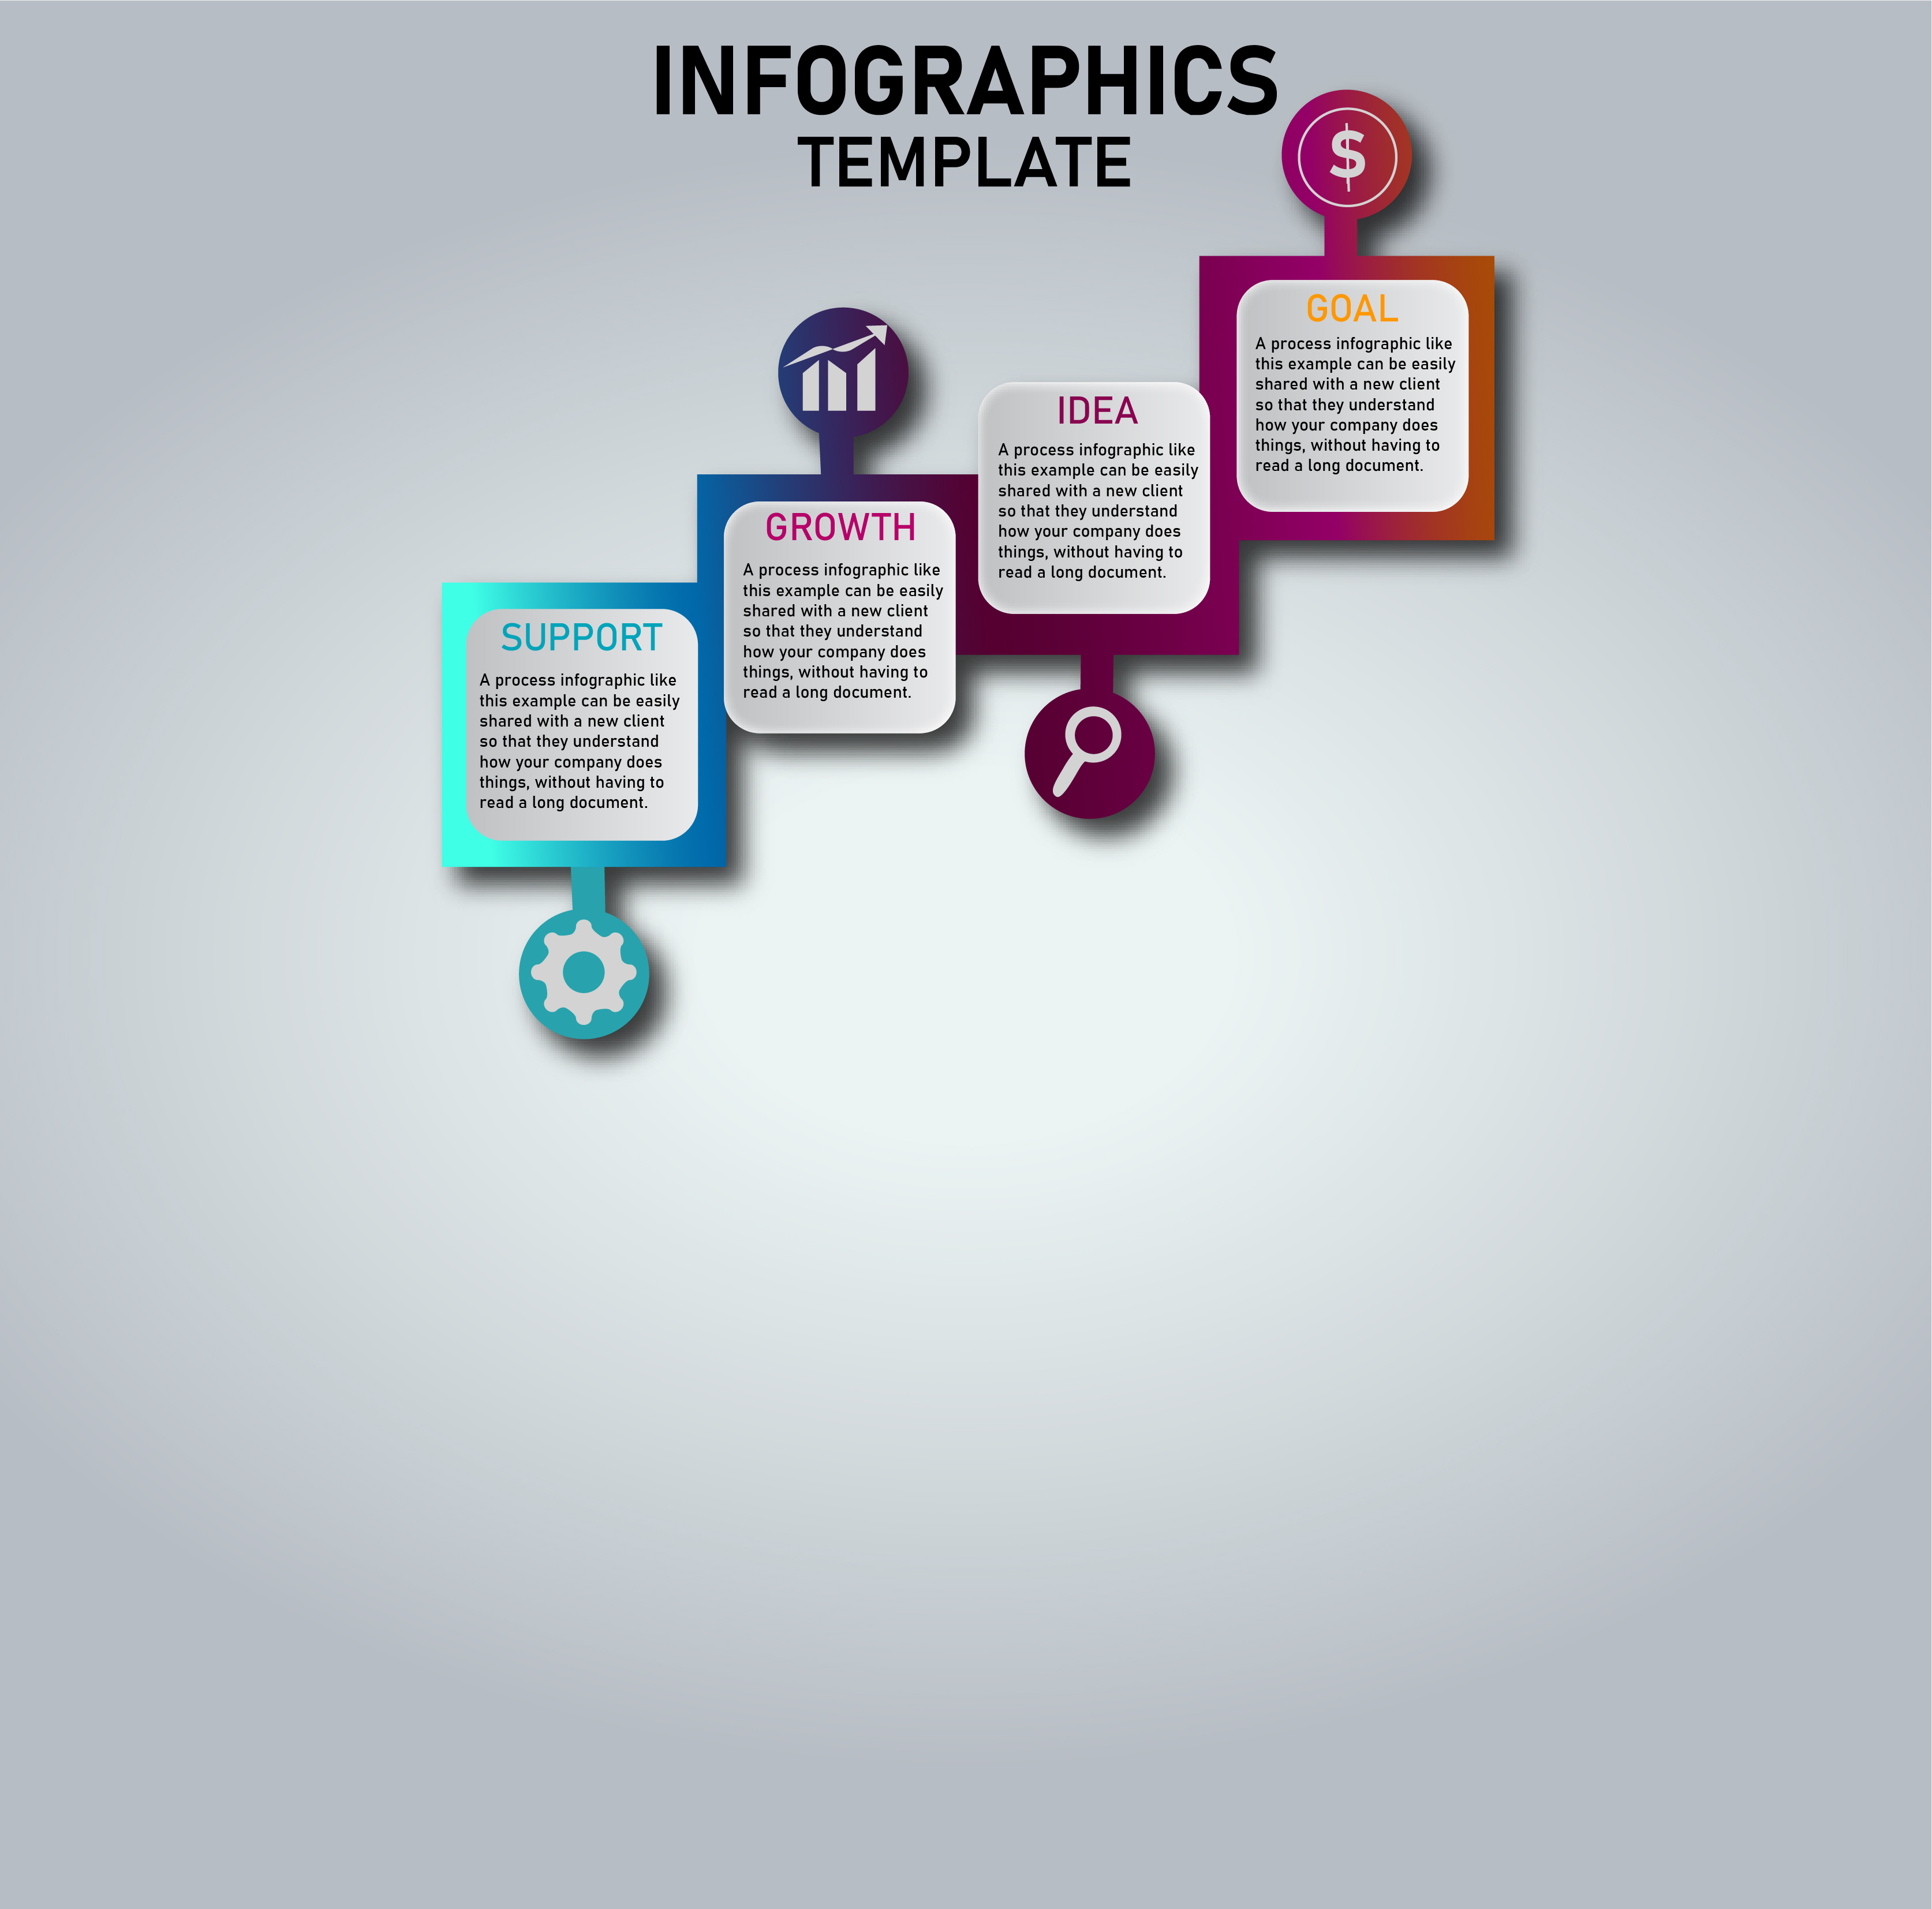 INFOGRAPHICS
TEMPLATE
$
GOAL
A process infographic like
this example can be easily
shared with a new client
so that they understand
how your company does
things, without having to
read a long document.
IDEA
A process infographic like
this example can be easily
shared with a new client
so that they understand
how your company does
things, without having to
read a long document.
GROWTH
A process infographic like
this example can be easily
shared with a new client
so that they understand
how your company does
things, without having to
read a long document.
SUPPORT
A process infographic like
this example can be easily
shared with a new client
so that they understand
how your company does
things, without having to
read a long document.